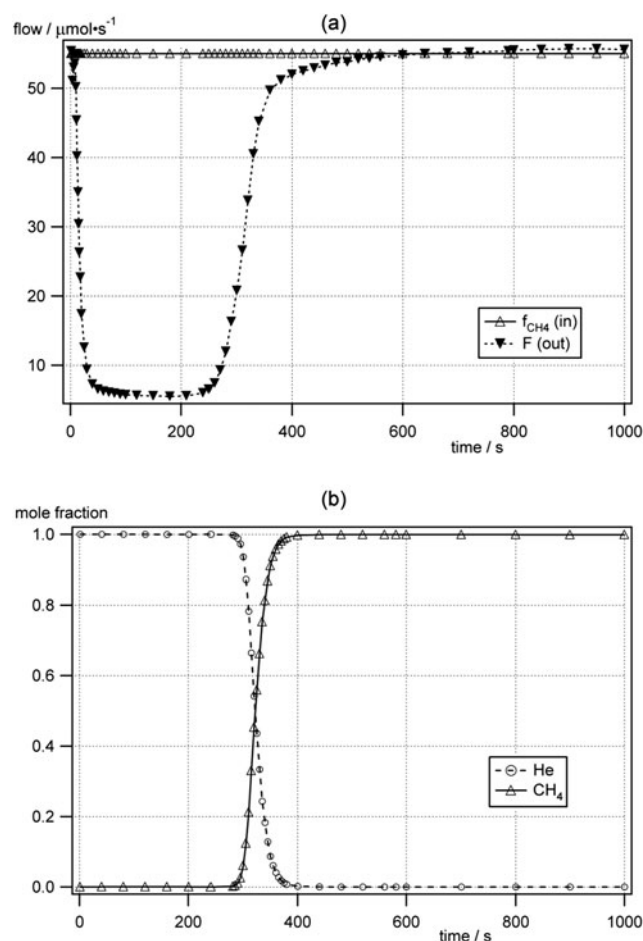 (a)
flow / μmol•s⁻¹
50
40
30
20
10
0
200
400
600
800
1000
time / s
f_CH4 (in)
F (out)
(b)
mole fraction
1.0
0.8
0.6
0.4
0.2
0.0
0
200
400
600
800
1000
time / s
He
CH₄